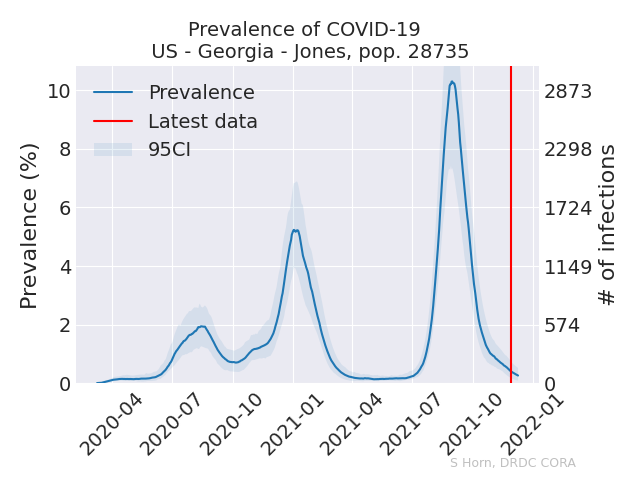 Prevalence of COVID-19
US - Georgia - Jones, pop. 28735
Prevalence (%)
10
8
6
4
2
0
Prevalence
Latest data
95CI
2873
2298
1724
1149
574
0
# of infections
2020-04
2020-07
2020-10
2021-01
2021-04
2021-07
2021-10
2022-01
S Horn, DRDC CORA